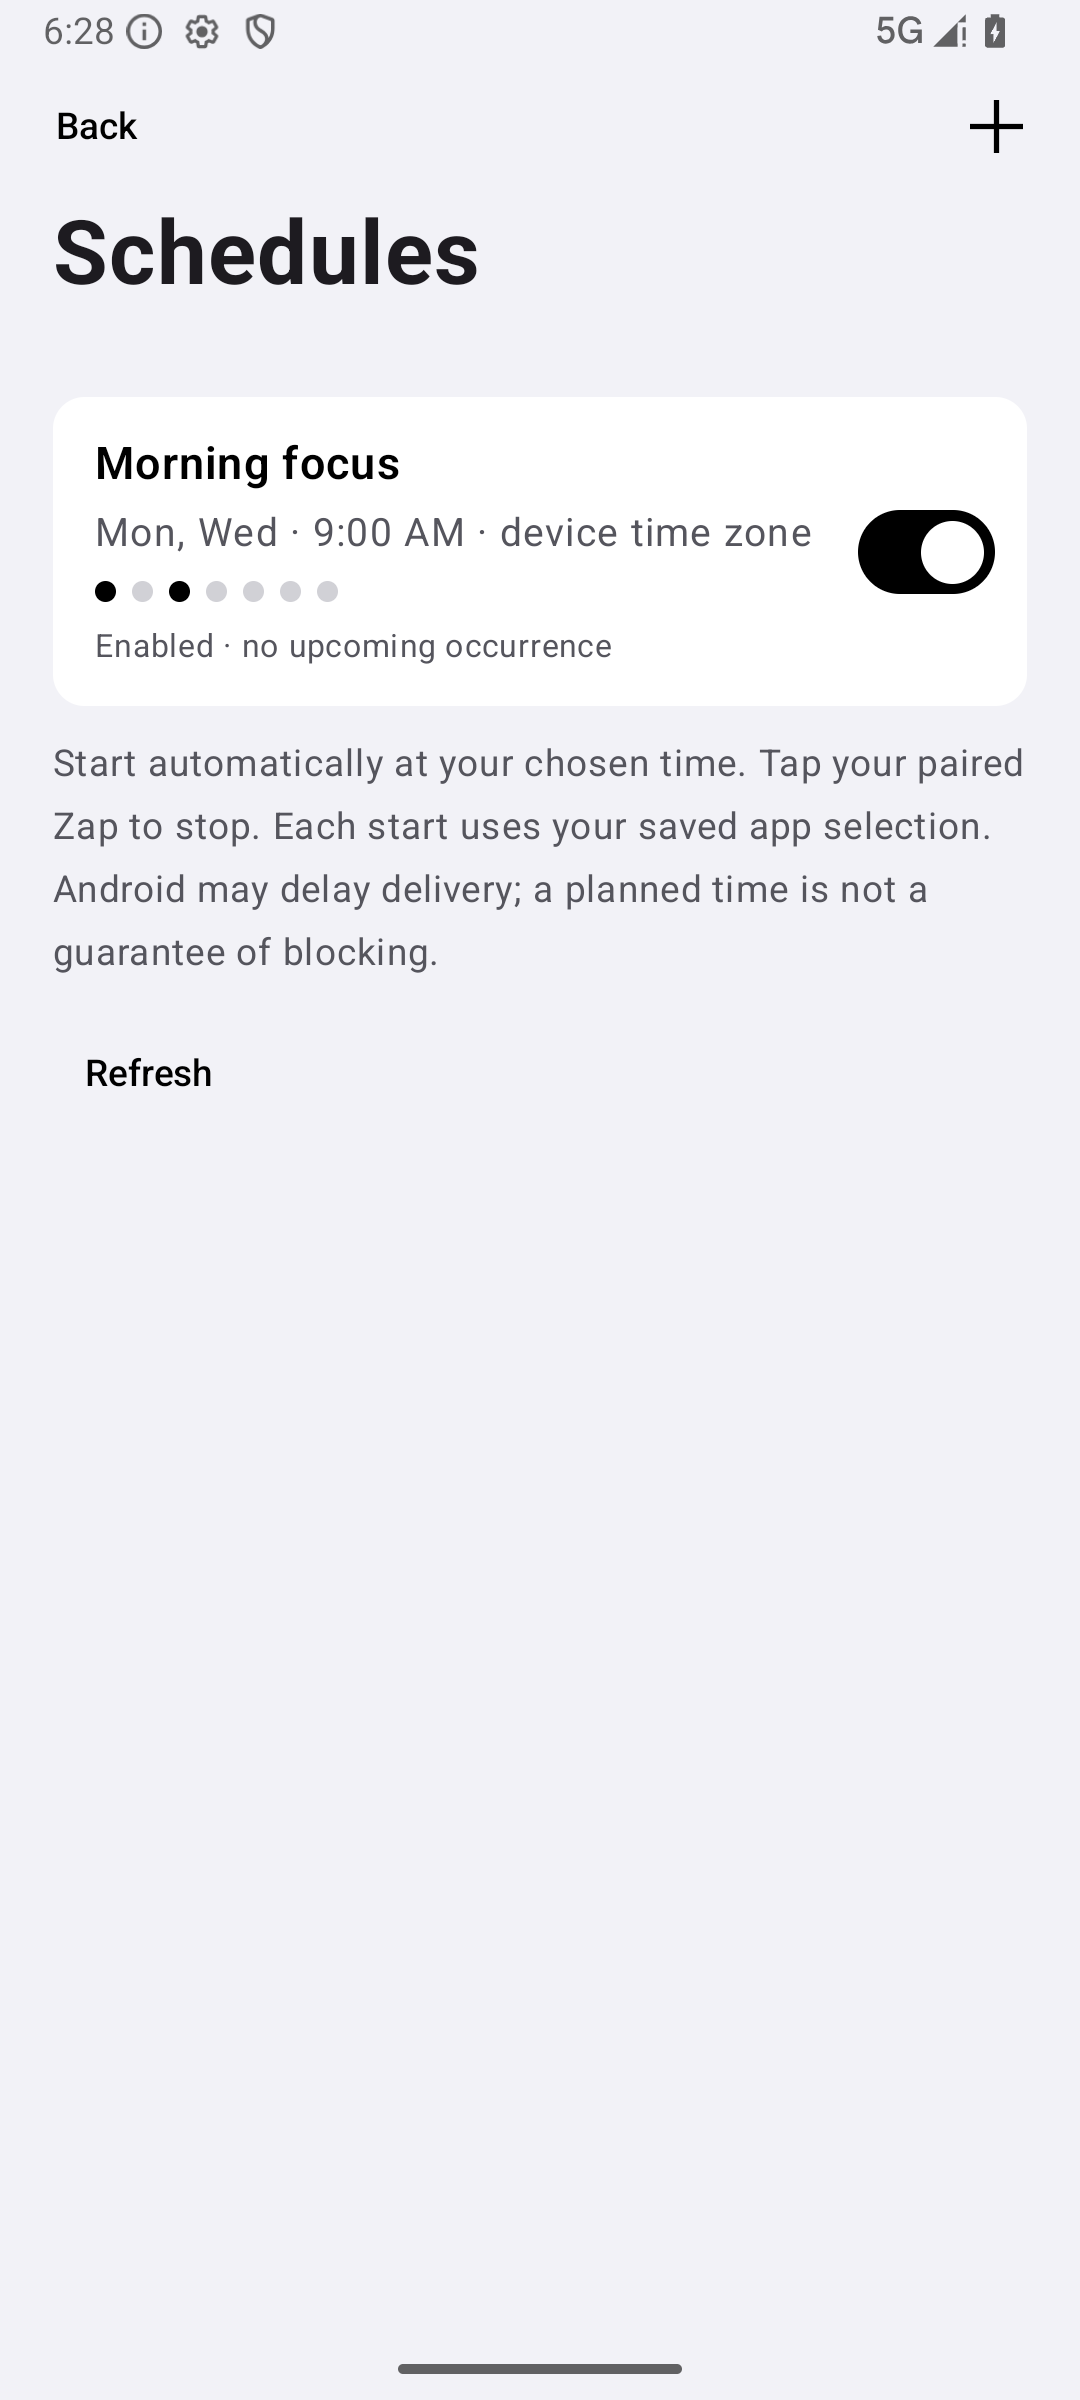 6:28
5G
Back
Schedules
Morning focus
Mon, Wed · 9:00 AM · device time zone
Enabled · no upcoming occurrence
Start automatically at your chosen time. Tap your paired
Zap to stop. Each start uses your saved app selection.
Android may delay delivery; a planned time is not a
guarantee of blocking.
Refresh